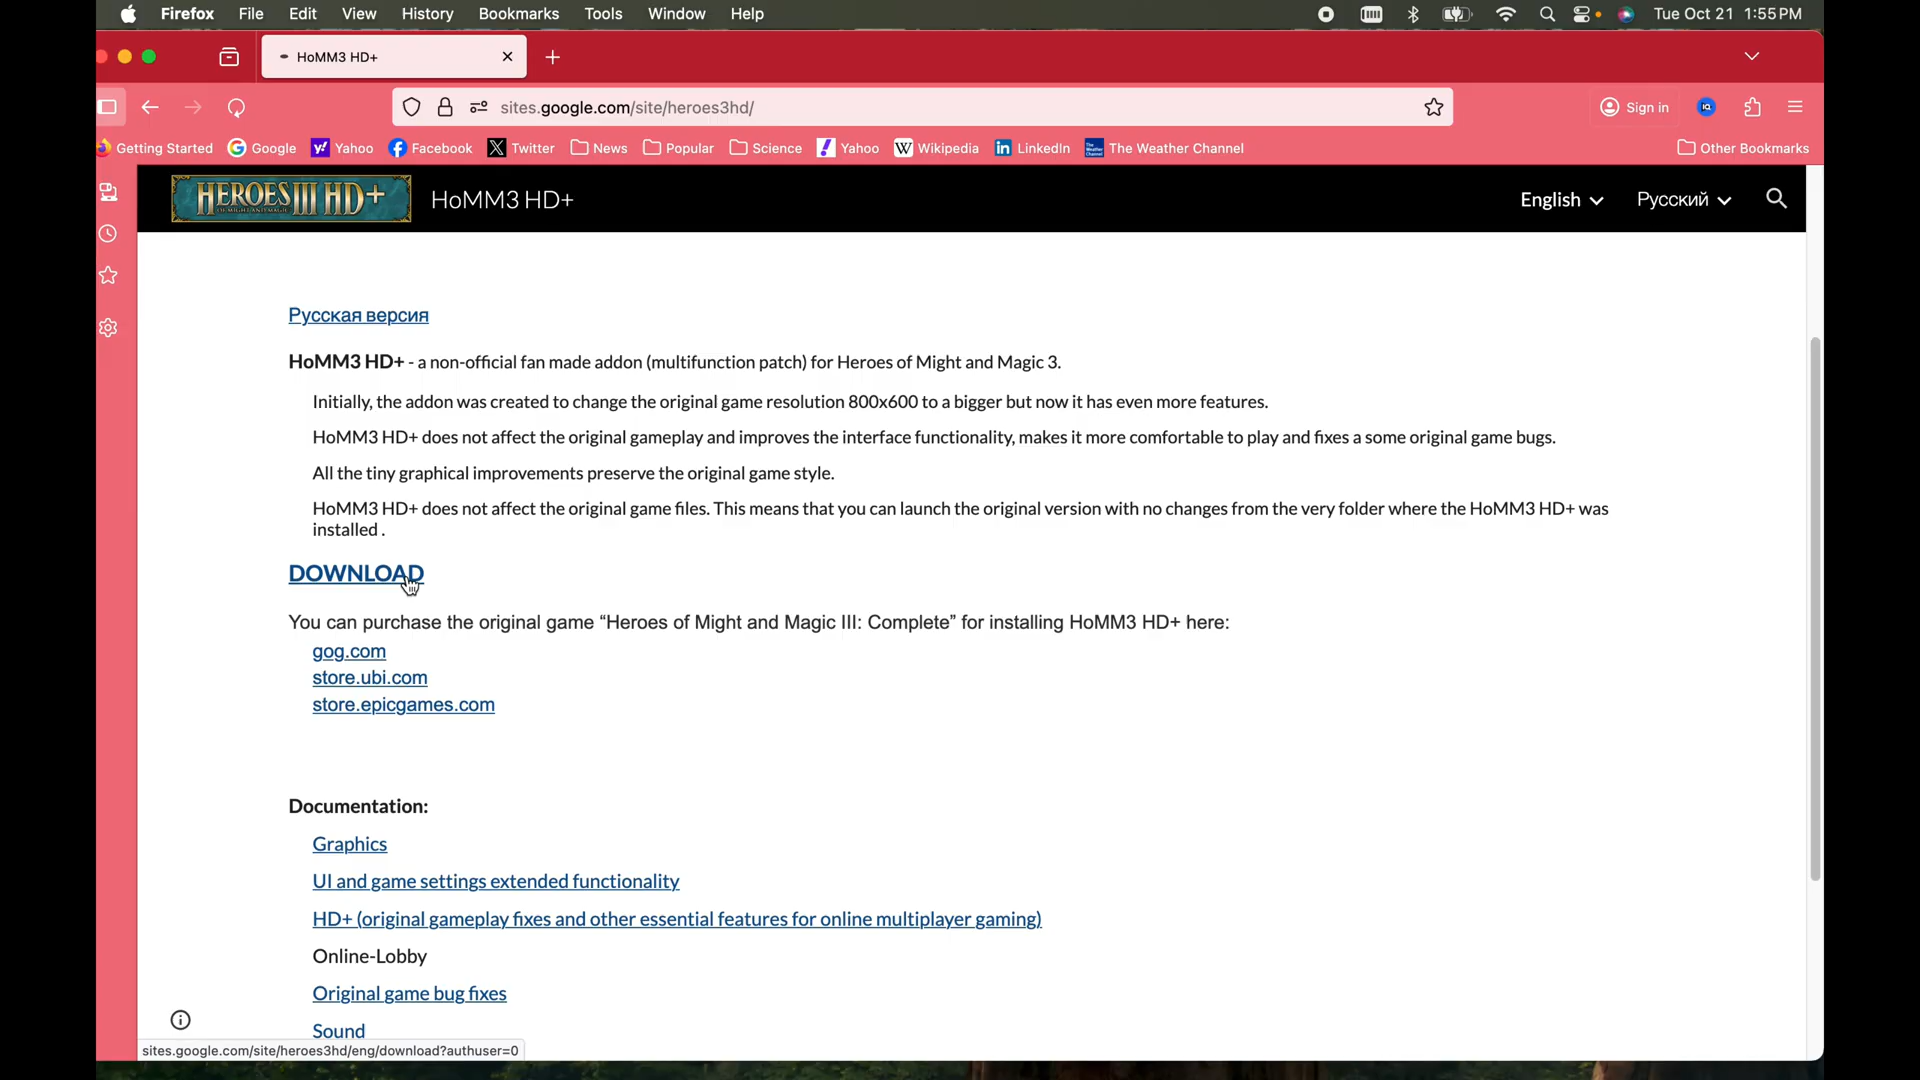 Firefox File Edit View History Bookmarks Tools Window Help Tue Oct 21 1:55 PM
HoMM3 HD+
sites.google.com/site/heroes3hd/ Sign in
Getting Started Google Yahoo Facebook Twitter News Popular Science Yahoo Wikipedia LinkedIn The Weather Channel Other Bookmarks
HEROES III HD+ HoMM3 HD+ English Русский
Русская версия
HoMM3 HD+ - a non-official fan made addon (multifunction patch) for Heroes of Might and Magic 3.
Initially, the addon was created to change the original game resolution 800x600 to a bigger but now it has even more features.
HoMM3 HD+ does not affect the original gameplay and improves the interface functionality, makes it more comfortable to play and fixes a some original game bugs.
All the tiny graphical improvements preserve the original game style.
HoMM3 HD+ does not affect the original game files. This means that you can launch the original version with no changes from the very folder where the HoMM3 HD+ was
installed .
DOWNLOAD
You can purchase the original game “Heroes of Might and Magic III: Complete” for installing HoMM3 HD+ here:
gog.com
store.ubi.com
store.epicgames.com
Documentation:
Graphics
UI and game settings extended functionality
HD+ (original gameplay fixes and other essential features for online multiplayer gaming)
Online-Lobby
Original game bug fixes
Sound
sites.google.com/site/heroes3hd/eng/download?authuser=0